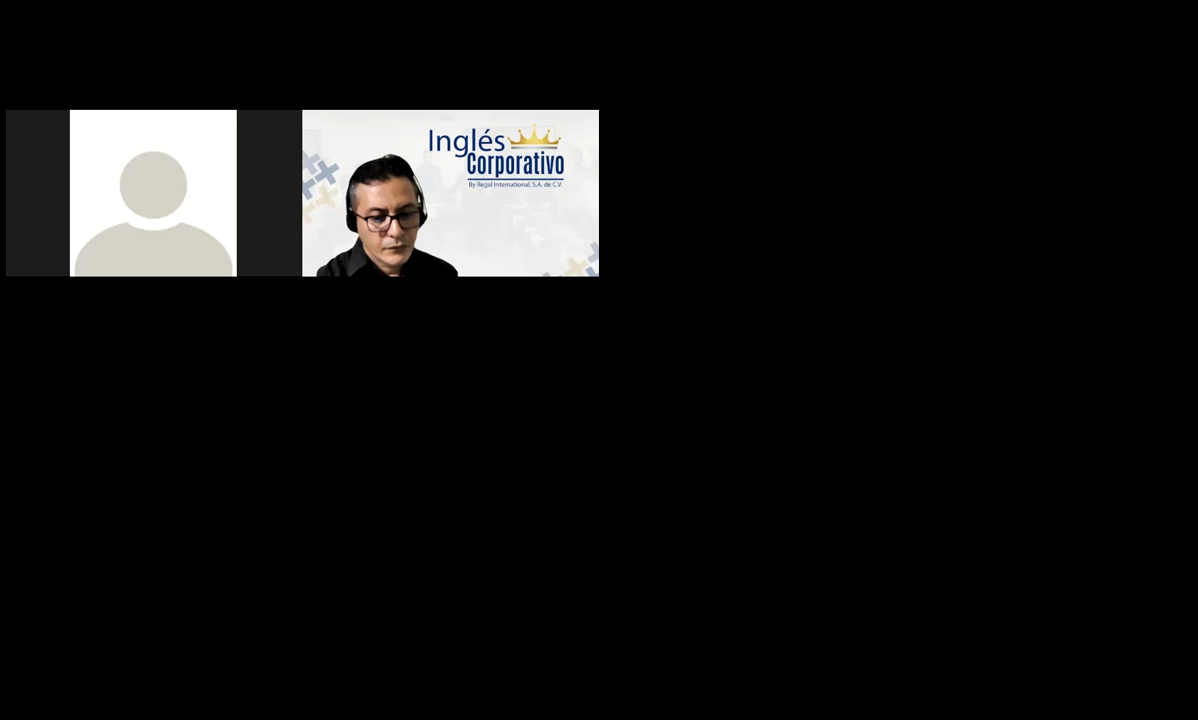 Inglés
Corporativo
By Regal International, S.A. de C.V.